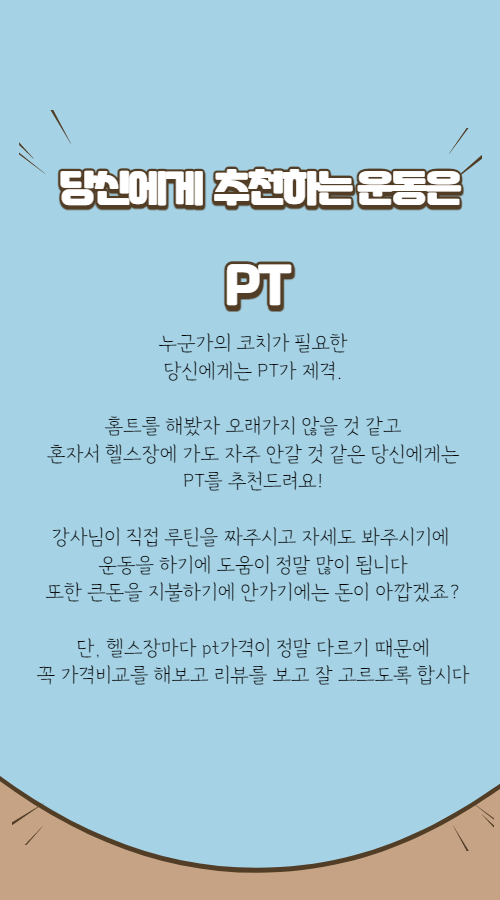 당신에게 추천하는 운동은
PT
누군가의 코치가 필요한
당신에게는 PT가 제격.
홈트를 해봤자 오래가지 않을 것 같고
혼자서 헬스장에 가도 자주 안갈 것 같은 당신에게는
PT를 추천드려요!
강사님이 직접 루틴을 짜주시고 자세도 봐주시기에
운동을 하기에 도움이 정말 많이 됩니다
또한 큰돈을 지불하기에 안가기에는 돈이 아깝겠죠?
단, 헬스장마다 pt가격이 정말 다르기 때문에
꼭 가격비교를 해보고 리뷰를 보고 잘 고르도록 합시다